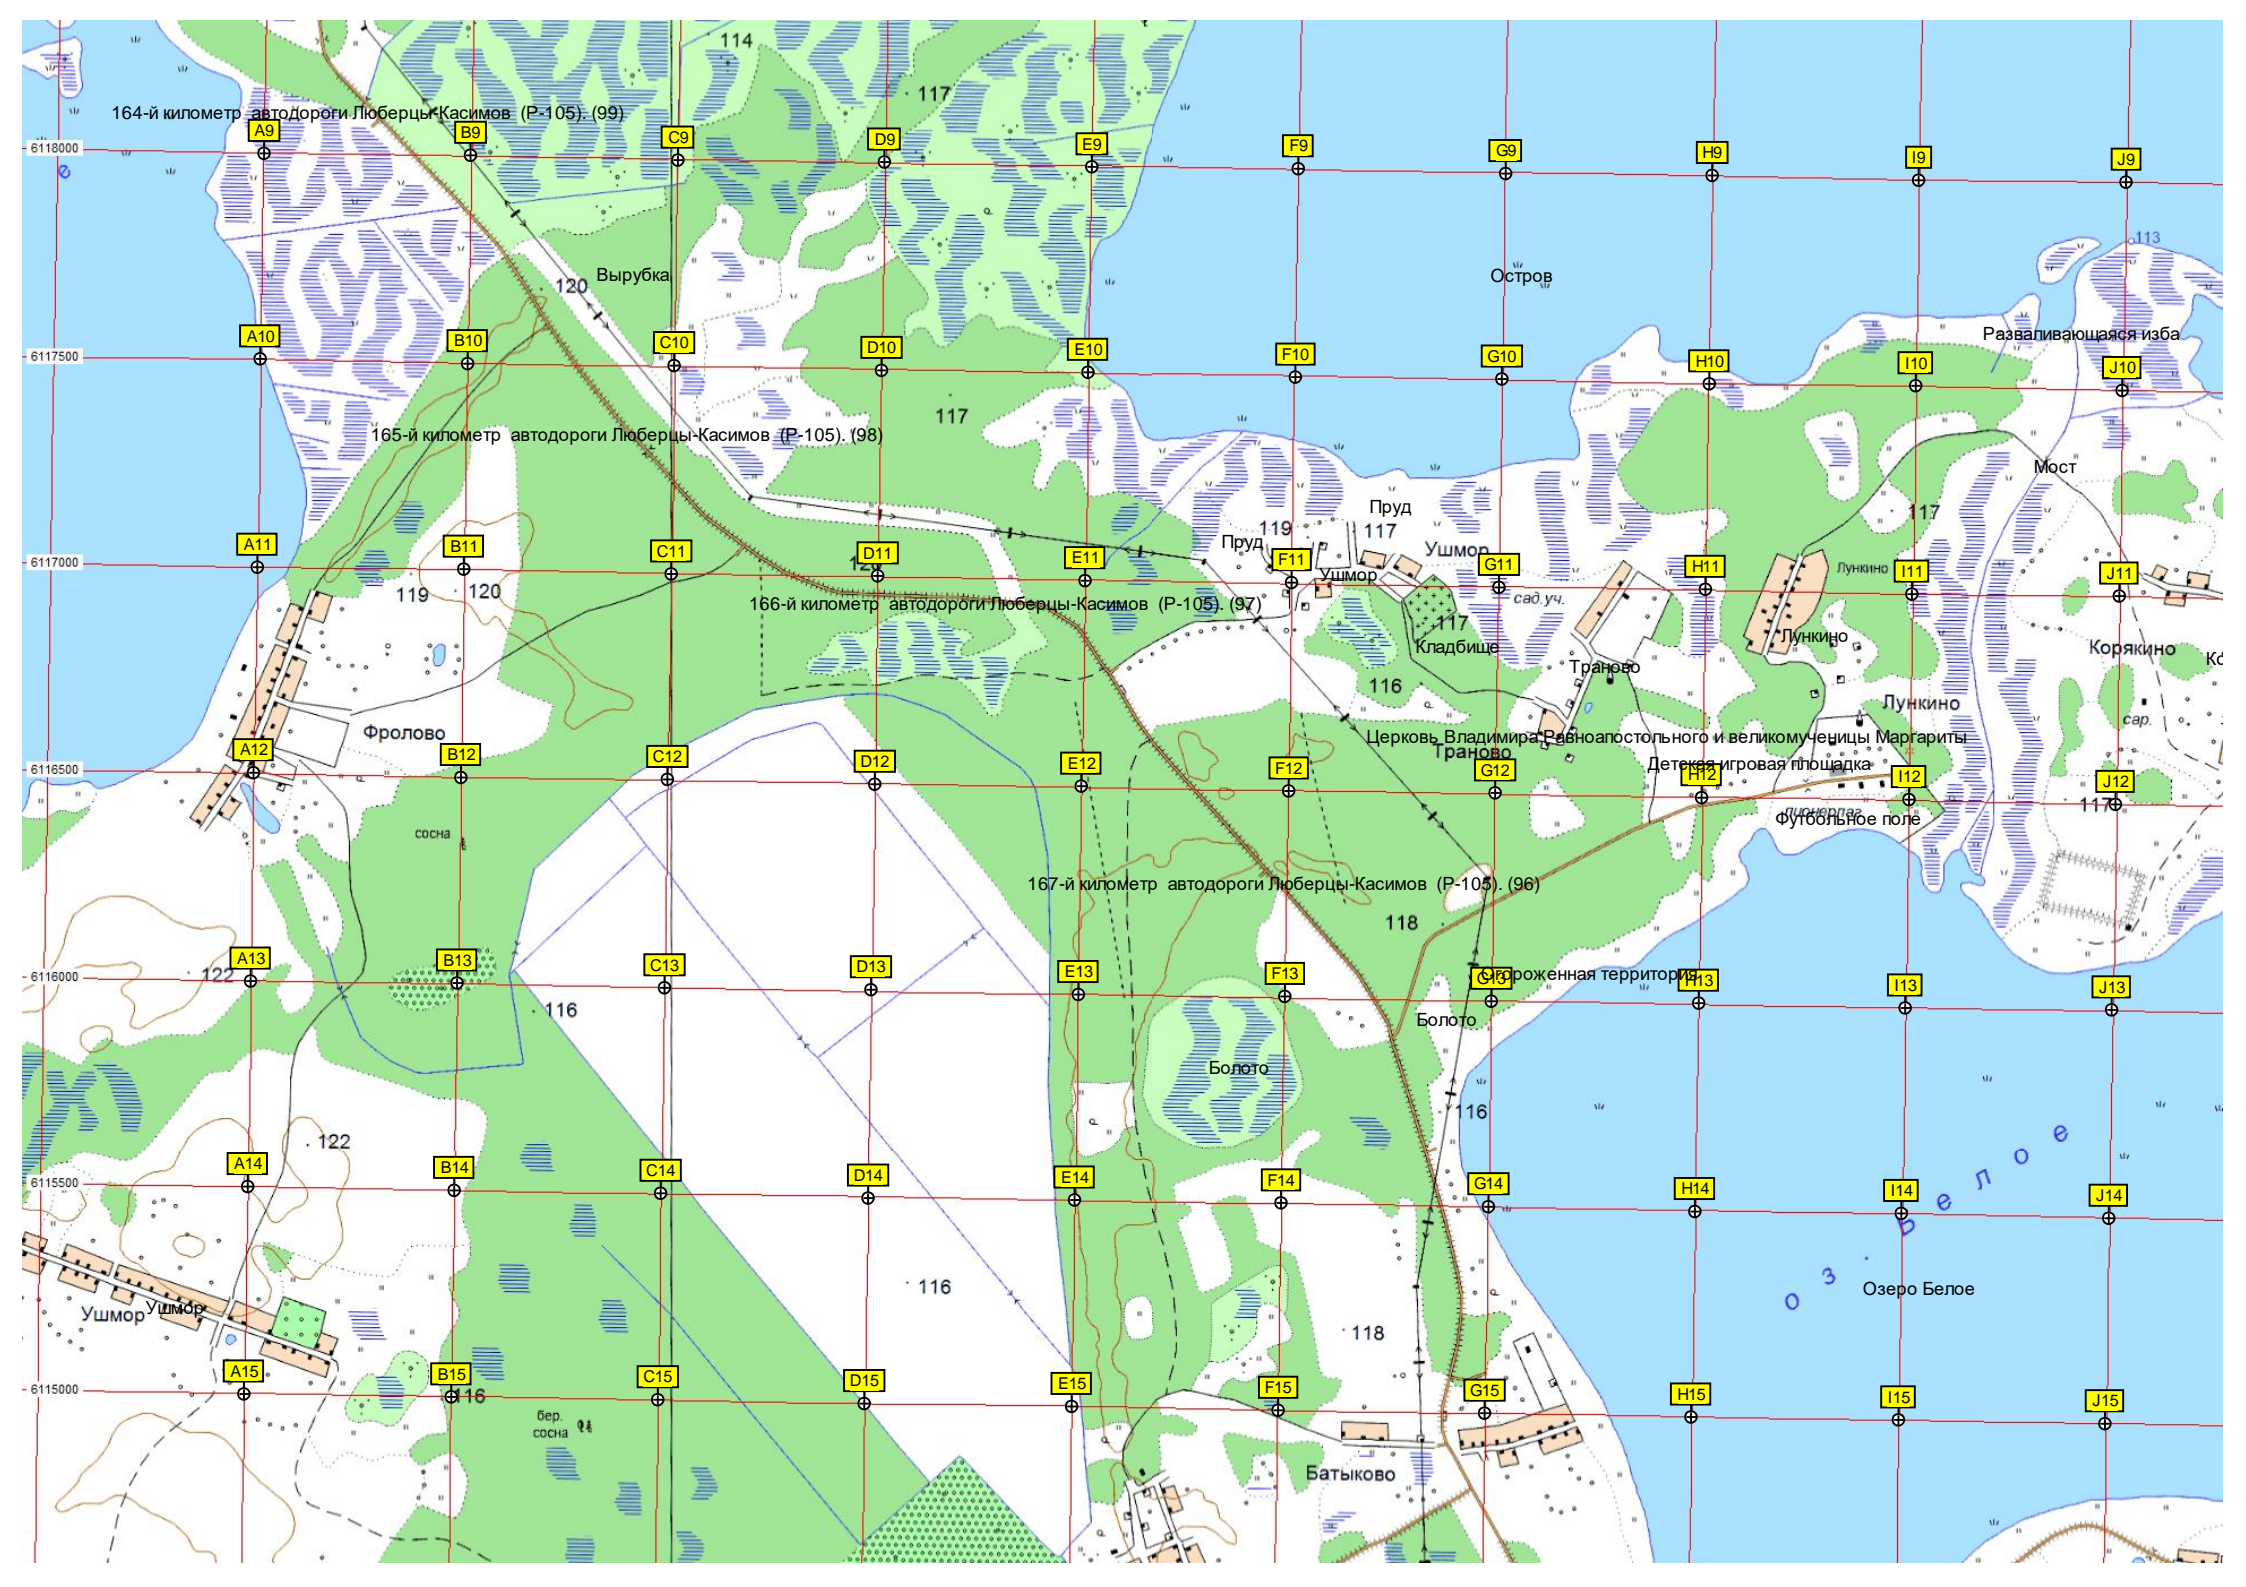 114
117
164-й километр автодороги Люберцы-Касимов (Р-105). (99)
A9
B9
C9
D9
E9
F9
G9
H9
I9
J9
6118000
е
113
Вырубка
120
Остров
Разваливающаяся изба
A10
B10
C10
D10
E10
F10
G10
H10
I10
J10
6117500
117
165-й километр автодороги Люберцы-Касимов (Р-105). (98)
Мост
Пруд
119
117
117
Пруд
Ушмор
A11
B11
C11
D11
E11
F11
G11
H11
I11
J11
6117000
Ушмор
Лункино
119
120
сад.уч.
166-й километр автодороги Люберцы-Касимов (Р-105). (97)
117
Лункино
Кладбище
Корякино
Траново
116
Лункино
сар.
Фролово
Церковь Владимира Равноапостольного и великомученицы Маргариты
Траново
Детская игровая площадка
A12
B12
C12
D12
E12
F12
G12
H12
I12
J12
6116500
117
пионерлаг.
Футбольное поле
сосна
167-й километр автодороги Люберцы-Касимов (Р-105). (96)
118
Огороженная территория
A13
B13
C13
D13
E13
F13
G13
H13
I13
J13
6116000
122
116
Болото
Болото
116
122
оз. Белое
A14
B14
C14
D14
E14
F14
G14
H14
I14
J14
6115500
116
Озеро Белое
Ушмор
Ушмор
118
A15
B15
C15
D15
E15
F15
G15
H15
I15
J15
6115000
116
бер.
сосна
Батыково